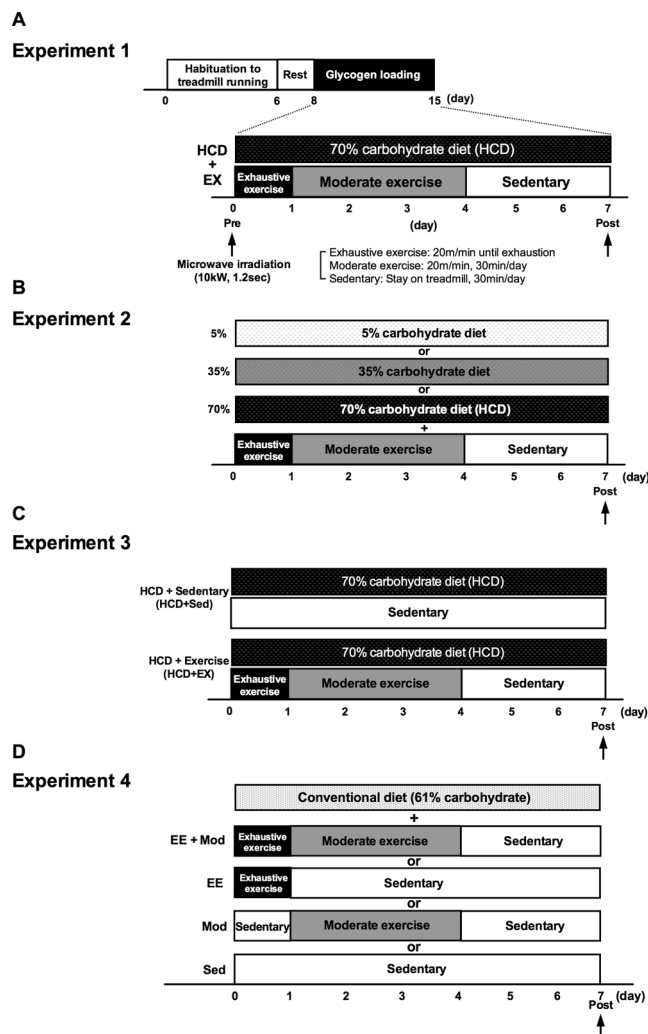 A
Experiment 1
Habituation to
treadmill running
Rest
Glycogen loading
0 6 8 15 (day)
HCD
+
EX
70% carbohydrate diet (HCD)
Exhaustive
exercise
Moderate exercise
Sedentary
0 1 2 3 4 5 6 7
Pre (day) Post
Microwave irradiation
(10kW, 1.2sec)
Exhaustive exercise: 20m/min until exhaustion
Moderate exercise: 20m/min, 30min/day
Sedentary: Stay on treadmill, 30min/day
B
Experiment 2
5% 5% carbohydrate diet
or
35% 35% carbohydrate diet
or
70% 70% carbohydrate diet (HCD)
+
Exhaustive
exercise
Moderate exercise
Sedentary
0 1 2 3 4 5 6 7 (day)
Post
C
Experiment 3
HCD + Sedentary
(HCD+Sed)
70% carbohydrate diet (HCD)
Sedentary
HCD + Exercise
(HCD+EX)
70% carbohydrate diet (HCD)
Exhaustive
exercise
Moderate exercise
Sedentary
0 1 2 3 4 5 6 7 (day)
Post
D
Experiment 4
Conventional diet (61% carbohydrate)
+
EE + Mod
Exhaustive
exercise
Moderate exercise
Sedentary
or
EE
Exhaustive
exercise
Sedentary
or
Mod
Sedentary
Moderate exercise
Sedentary
or
Sed
Sedentary
0 1 2 3 4 5 6 7 (day)
Post